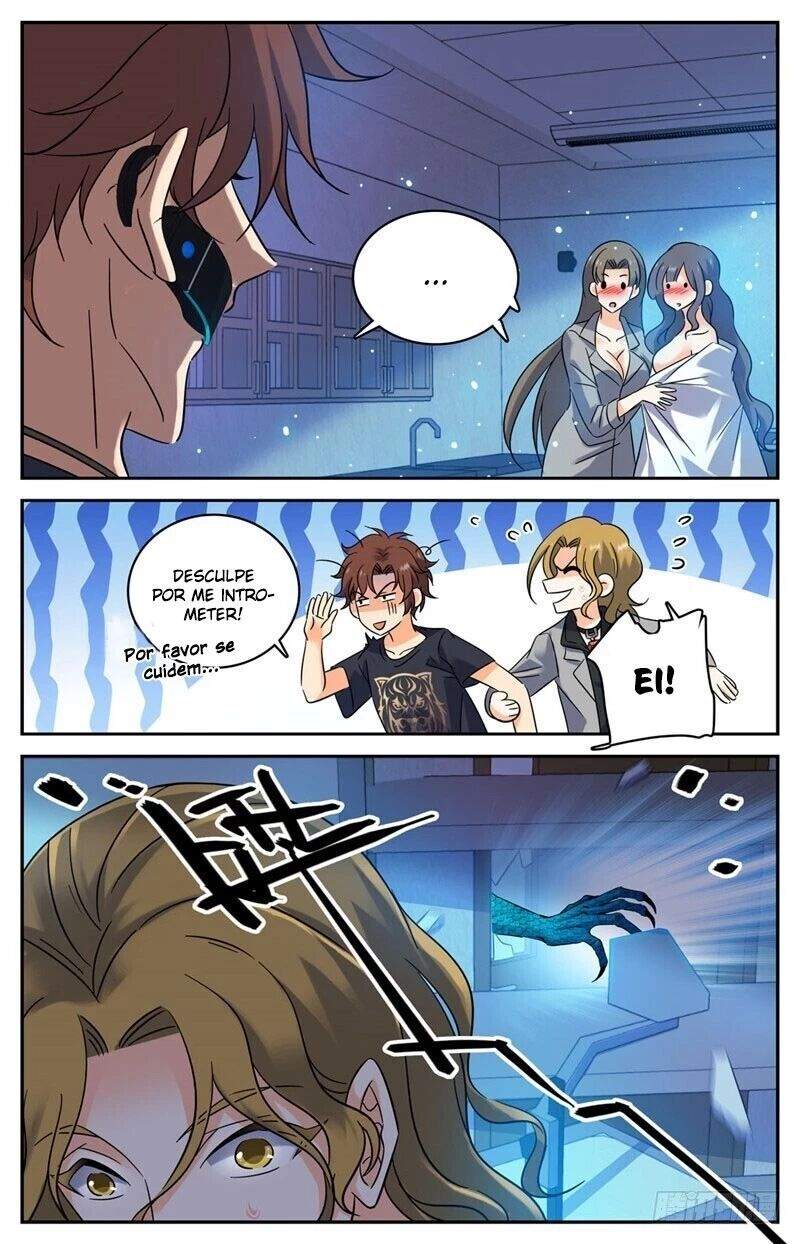 ...
DESCULPE
POR ME INTRO-
METER!
Por favor se
cuidem...
EI!